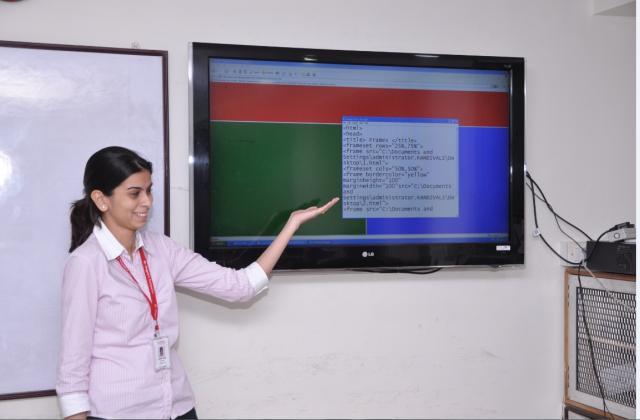 <html>
<head>
<title> Frames </title>
<frameset rows="25%,75%">
<frame src="C:\Documents and
Settings\administrator.KANDIVALI\De
sktop\1.html">
<frameset cols="50%,50%">
<frame bordercolor="yellow"
marginheight="100"
marginwidth="100"src="C:\Documents
and
Settings\administrator.KANDIVALI\De
sktop\2.html">
<frame src="C:\Documents and
LG